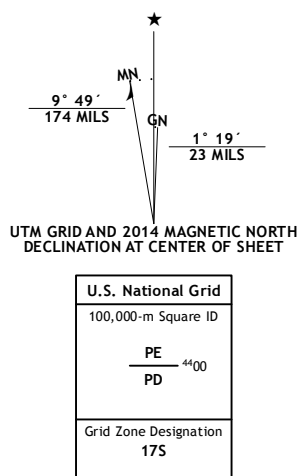 ★
MN
9° 49´
174 MILS
GN
1° 19´
23 MILS
UTM GRID AND 2014 MAGNETIC NORTH
DECLINATION AT CENTER OF SHEET
U.S. National Grid
100,000-m Square ID
PE
4400
PD
Grid Zone Designation
17S